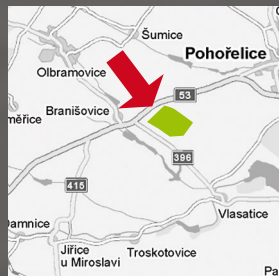 Šumice
Pohořelice
Olbramovice
53
Branišovice
měřice
396
415
Vlasatice
Damnice
Jiřice
u Miroslavi
Troskotovice